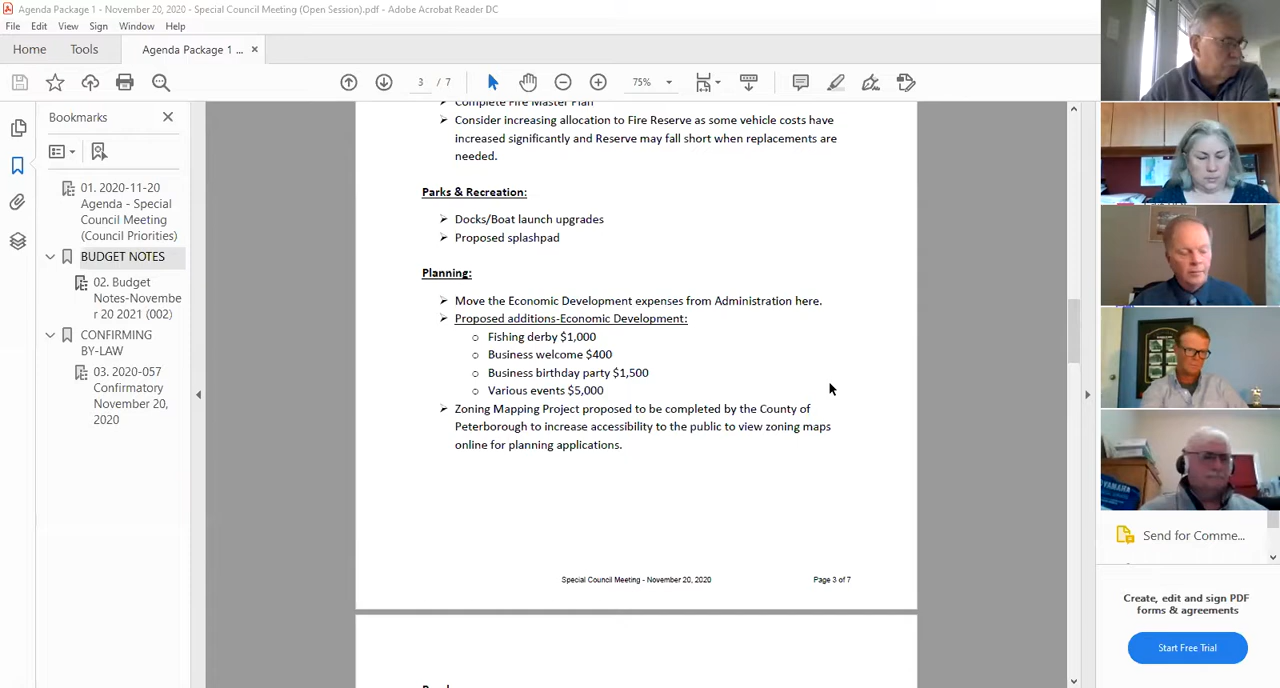 Agenda Package 1 - November 20, 2020 - Special Council Meeting (Open Session).pdf - Adobe Acrobat Reader DC
File Edit View Sign Window Help
Home Tools Agenda Package 1 ... ×
3 / 7 75%
Bookmarks ×
01. 2020-11-20
Agenda - Special
Council Meeting
(Council Priorities)
BUDGET NOTES
02. Budget
Notes-Novembe
r 20 2021 (002)
CONFIRMING
BY-LAW
03. 2020-057
Confirmatory
November 20,
2020
Complete Fire Master Plan
Consider increasing allocation to Fire Reserve as some vehicle costs have
increased significantly and Reserve may fall short when replacements are
needed.
Parks & Recreation:
Docks/Boat launch upgrades
Proposed splashpad
Planning:
Move the Economic Development expenses from Administration here.
Proposed additions-Economic Development:
Fishing derby $1,000
Business welcome $400
Business birthday party $1,500
Various events $5,000
Zoning Mapping Project proposed to be completed by the County of
Peterborough to increase accessibility to the public to view zoning maps
online for planning applications.
Special Council Meeting - November 20, 2020 Page 3 of 7
YAMAHA
Send for Comme...
Create, edit and sign PDF
forms & agreements
Start Free Trial